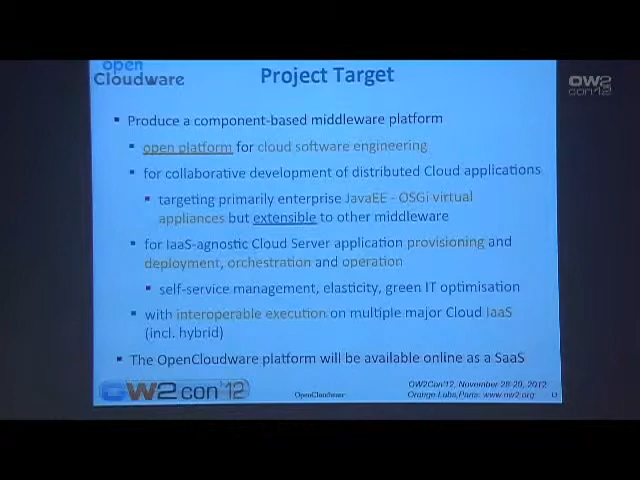 open
Cloudware
Project Target
OW2
con'12
▪ Produce a component-based middleware platform
▪ open platform for cloud software engineering
▪ for collaborative development of distributed Cloud applications
▪ targeting primarily enterprise JavaEE - OSGi virtual
appliances but extensible to other middleware
▪ for IaaS-agnostic Cloud Server application provisioning and
deployment, orchestration and operation
▪ self-service management, elasticity, green IT optimisation
▪ with interoperable execution on multiple major Cloud IaaS
(incl. hybrid)
▪ The OpenCloudware platform will be available online as a SaaS
OW2con'12
OpenCloudware
OW2Con'12, November 28-29, 2012
Orange Labs, Paris. www.ow2.org